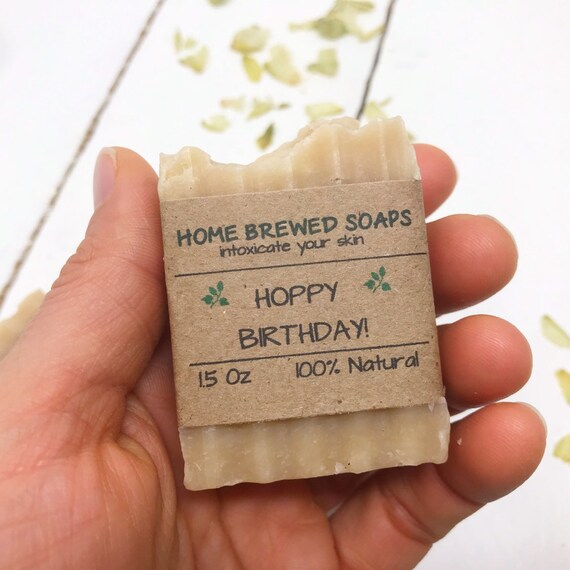 HOME BREWED SOAPS
intoxicate your skin
HOPPY
BIRTHDAY!
1.5 Oz 100% Natural